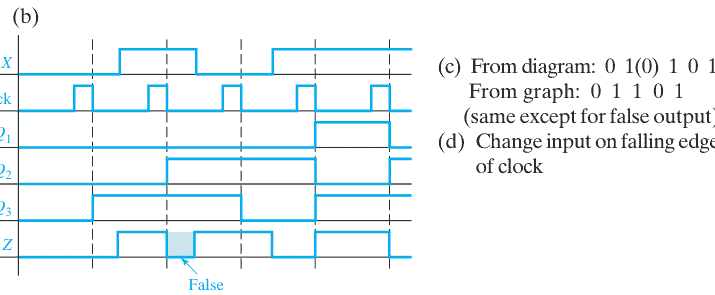 (b)
X
ck
Q1
Q2
Q3
Z
False
(c) From diagram: 0 1(0) 1 0 1
From graph: 0 1 1 0 1
(same except for false output)
(d) Change input on falling edge
of clock